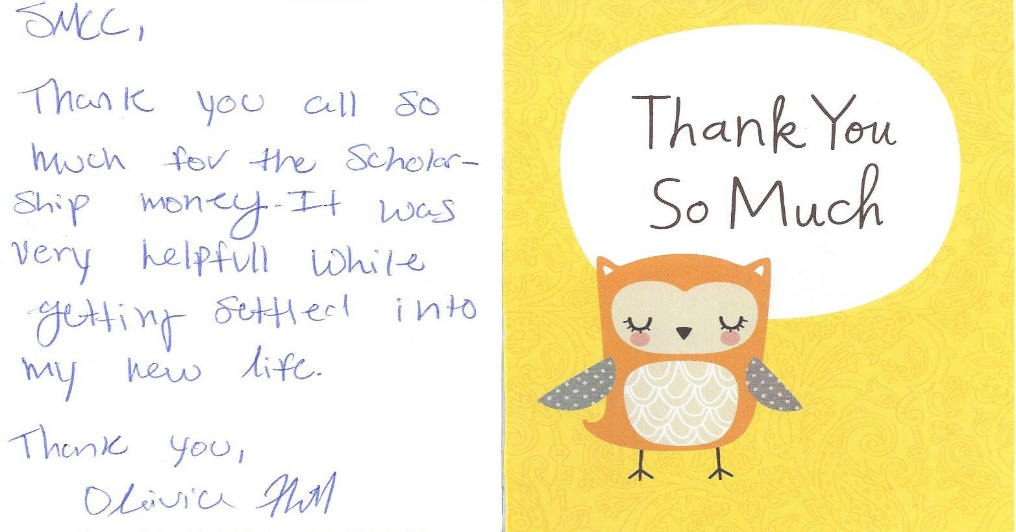 SMCC,
Thank you all so
much for the Scholar-
ship money. It was
very helpfull while
getting settled into
my new life.
Thank you,
Olivia
Thank You
So Much